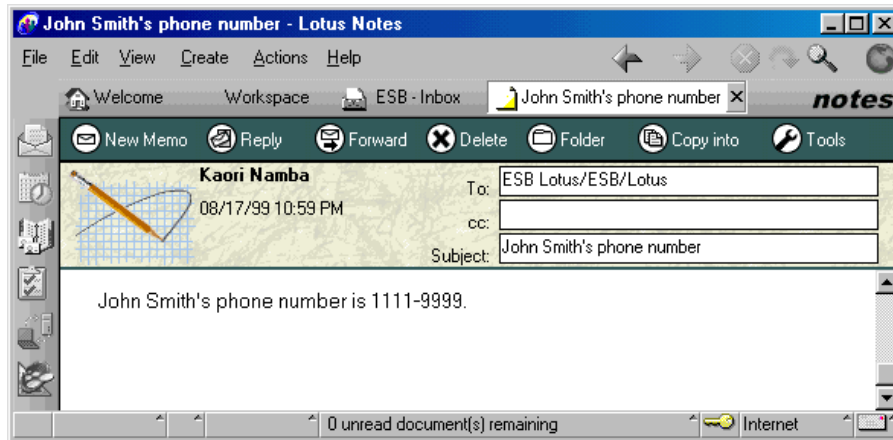 John Smith's phone number - Lotus Notes
File Edit View Create Actions Help
Welcome Workspace ESB - Inbox John Smith's phone number notes
New Memo Reply Forward Delete Folder Copy into Tools
Kaori Namba
To: ESB Lotus/ESB/Lotus
08/17/99 10:59 PM
cc:
Subject: John Smith's phone number
John Smith's phone number is 1111-9999.
0 unread document(s) remaining Internet